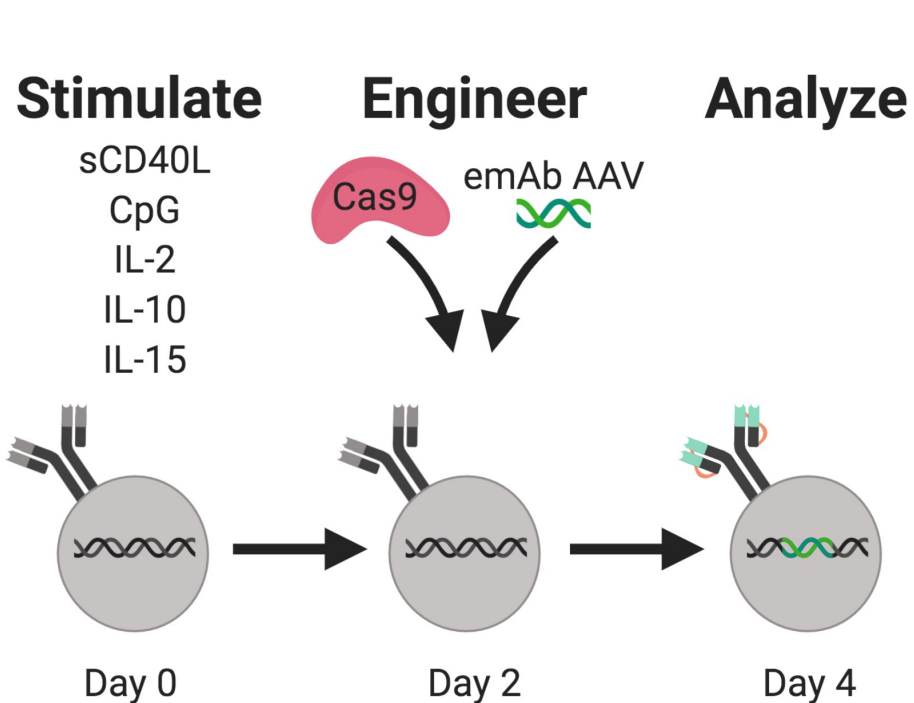 Stimulate
sCD40L
CpG
IL-2
IL-10
IL-15
Day 0
Engineer
Cas9
emAb AAV
Day 2
Analyze
Day 4